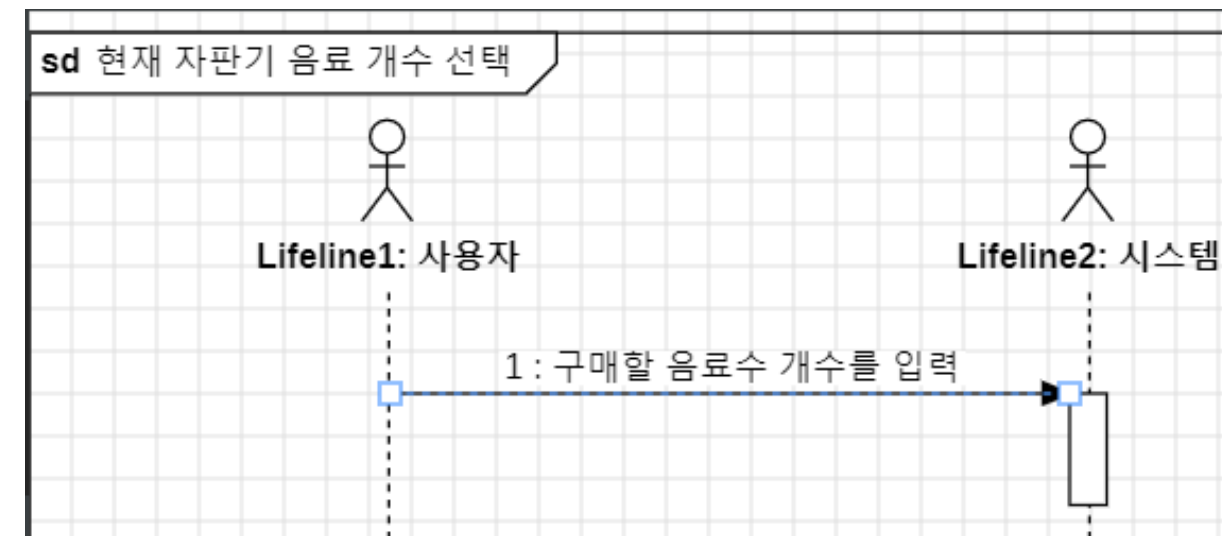 sd 현재 자판기 음료 개수 선택
Lifeline1: 사용자
Lifeline2: 시스템
1 : 구매할 음료수 개수를 입력